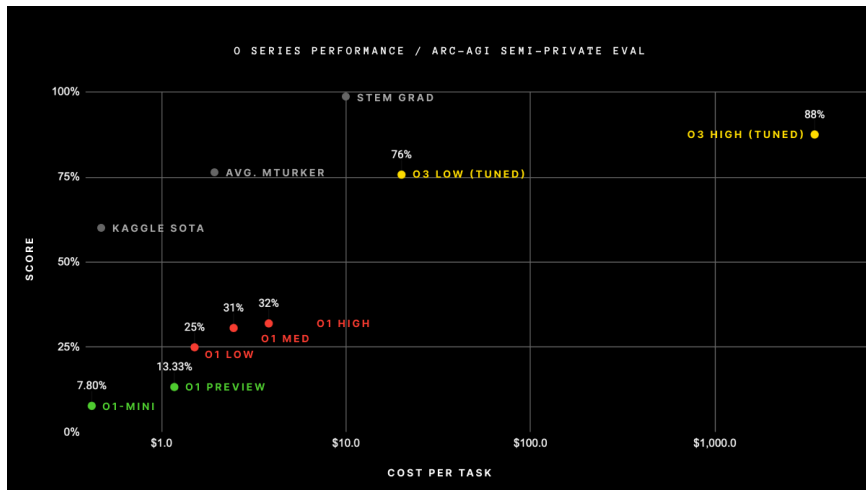 O SERIES PERFORMANCE / ARC-AGI SEMI-PRIVATE EVAL
100%
STEM GRAD
88%
O3 HIGH (TUNED)
76%
O3 LOW (TUNED)
75%
AVG. MTURKER
KAGGLE SOTA
SCORE
50%
32%
31%
25%
O1 HIGH
O1 MED
O1 LOW
25%
13.33%
O1 PREVIEW
7.80%
O1-MINI
0%
$1.0
$10.0
$100.0
$1,000.0
COST PER TASK